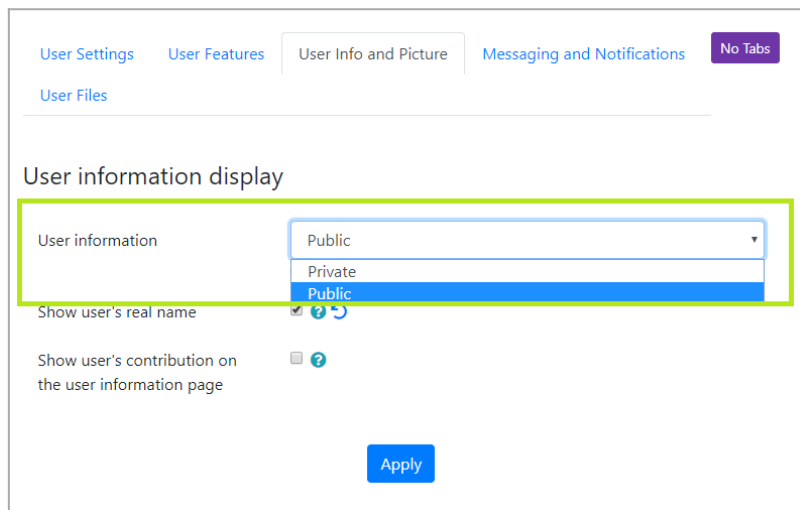 User Settings User Features User Info and Picture Messaging and Notifications No Tabs
User Files
User information display
User information Public
Private
Public
Show user's real name
Show user's contribution on
the user information page
Apply